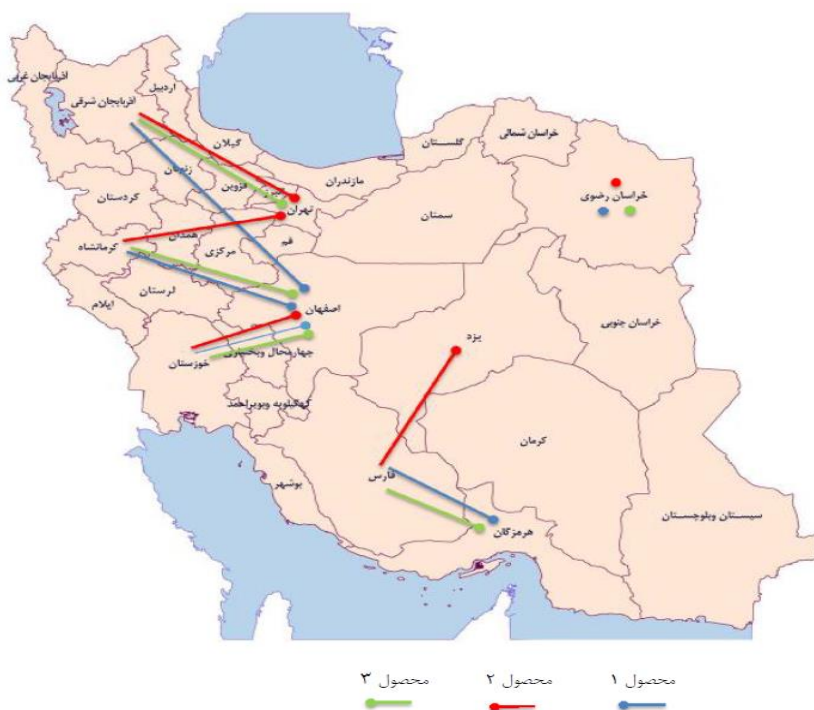 آذربایجان غربی
آذربایجان شرقی
اردبیل
گیلان
زنجان
قزوین
مازندران
گلستان
خراسان شمالی
خراسان رضوی
سمنان
تهران
کردستان
همدان
قم
مرکزی
کرمانشاه
لرستان
ایلام
اصفهان
خراسان جنوبی
یزد
چهارمحال وبختیاری
خوزستان
کهگیلویه وبویراحمد
کرمان
فارس
بوشهر
هرمزگان
سیستان وبلوچستان
محصول ۱ محصول ۲ محصول ۳